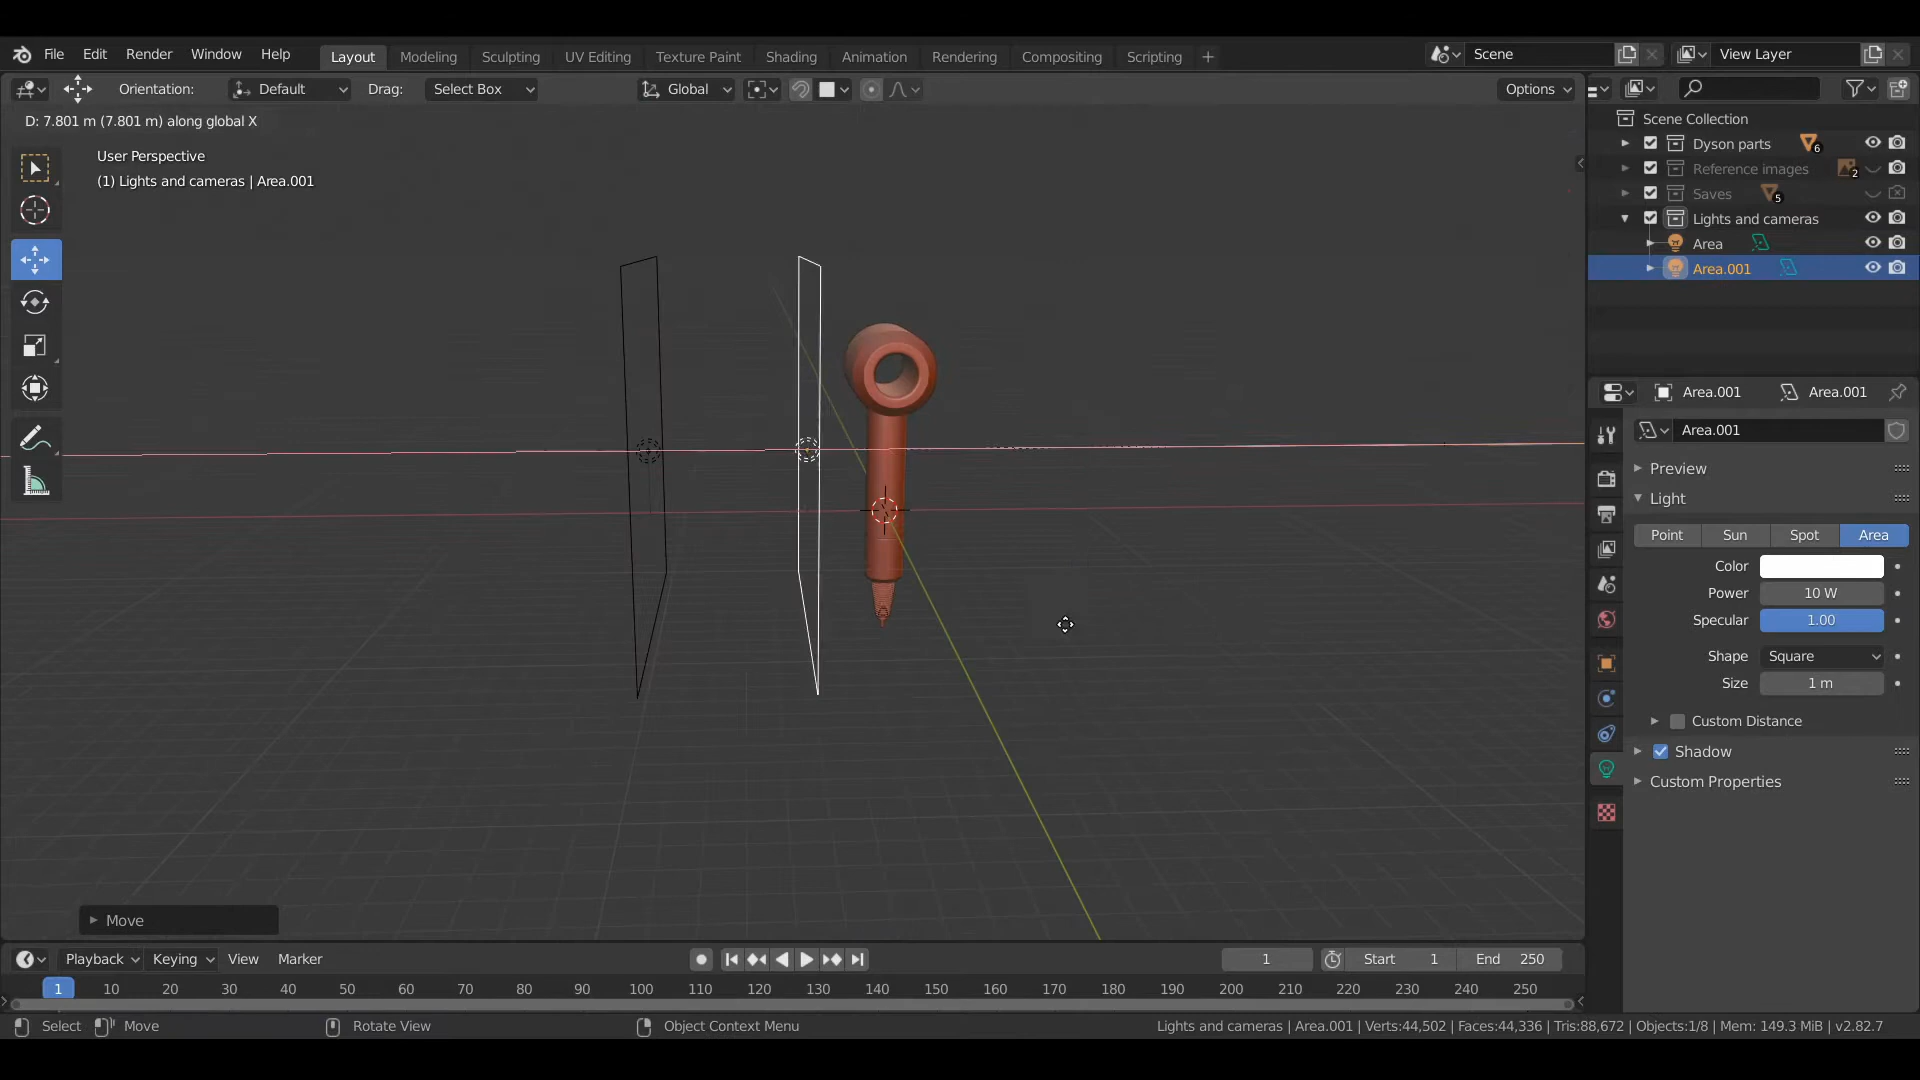 File Edit Render Window Help Layout Modeling Sculpting UV Editing Texture Paint Shading Animation Rendering Compositing Scripting Scene View Layer
Orientation: Default Drag: Select Box Global Options
D: 7.801 m (7.801 m) along global X
User Perspective
(1) Lights and cameras | Area.001
Scene Collection
Dyson parts 6
Reference images 2
Saves 5
Lights and cameras
Area
Area.001
Area.001 Area.001
Area.001
Preview
Light
Point Sun Spot Area
Color
Power 10 W
Specular 1.00
Shape Square
Size 1 m
Custom Distance
Shadow
Custom Properties
Move
Playback Keying View Marker 1 Start 1 End 250
1 10 20 30 40 50 60 70 80 90 100 110 120 130 140 150 160 170 180 190 200 210 220 230 240 250
Select Move Rotate View Object Context Menu Lights and cameras | Area.001 | Verts:44,502 | Faces:44,336 | Tris:88,672 | Objects:1/8 | Mem: 149.3 MiB | v2.82.7